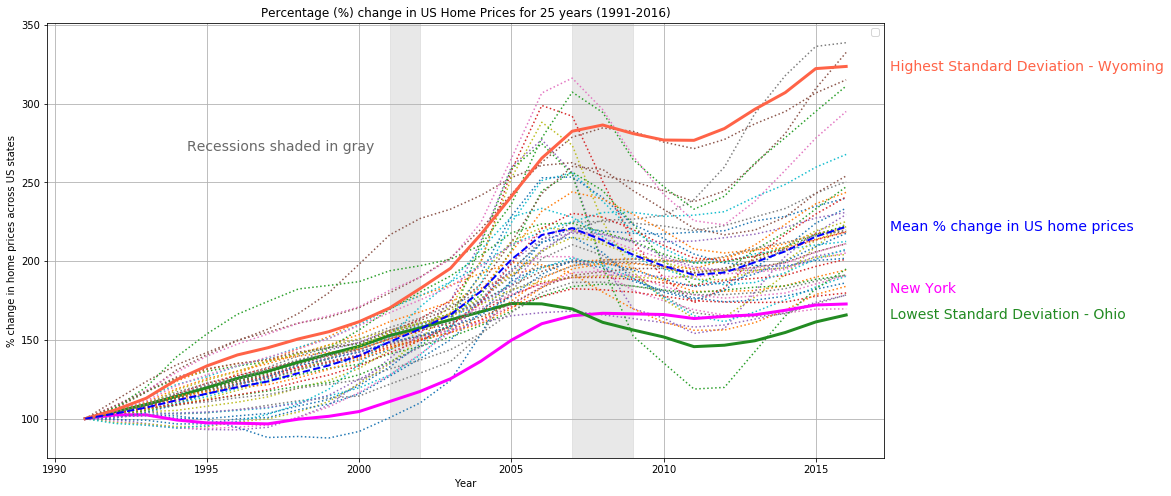 Percentage (%) change in US Home Prices for 25 years (1991-2016)
350
300
250
200
150
100
% change in home prices across US states
Recessions shaded in gray
Highest Standard Deviation - Wyoming
Mean % change in US home prices
New York
Lowest Standard Deviation - Ohio
1990
1995
2000
2005
2010
2015
Year